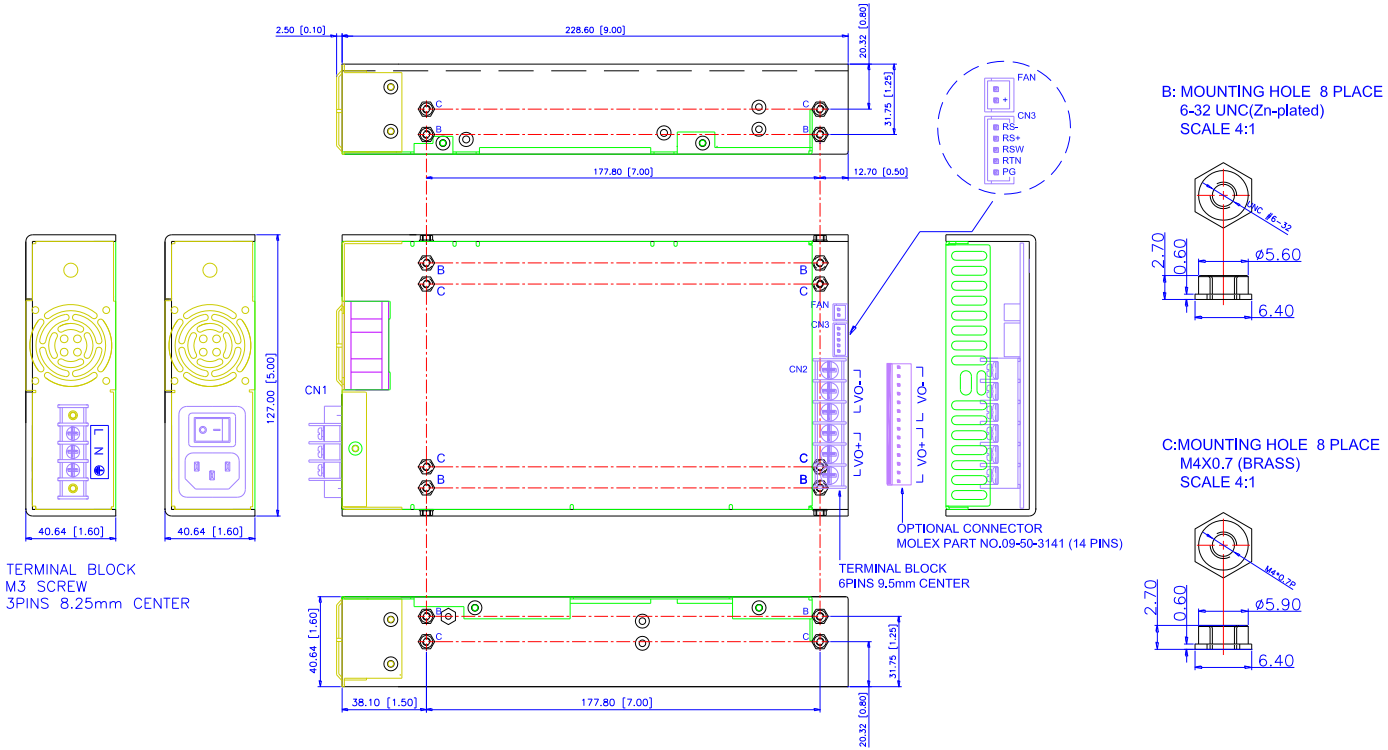 2.50 [0.10]
228.60 [9.00]
20.32 [0.80]
C
C
B
B
31.75 [1.25]
177.80 [7.00]
12.70 [0.50]
FAN
+
CN3
RS-
RS+
RSW
RTN
PG
B: MOUNTING HOLE 8 PLACE
6-32 UNC(Zn-plated)
SCALE 4:1
UNC #6-32
2.70
0.60
ø5.60
6.40
L N
40.64 [1.60]
TERMINAL BLOCK
M3 SCREW
3PINS 8.25mm CENTER
40.64 [1.60]
127.00 [5.00]
CN1
B
B
C
C
FAN
CN3
CN2
VO-
VO+
C
C
B
B
VO-
VO+
OPTIONAL CONNECTOR
MOLEX PART NO.09-50-3141 (14 PINS)
TERMINAL BLOCK
6PINS 9.5mm CENTER
C:MOUNTING HOLE 8 PLACE
M4X0.7 (BRASS)
SCALE 4:1
M4*0.7P
2.70
0.60
ø5.90
6.40
40.64 [1.60]
B
B
C
C
31.75 [1.25]
38.10 [1.50]
177.80 [7.00]
20.32 [0.80]